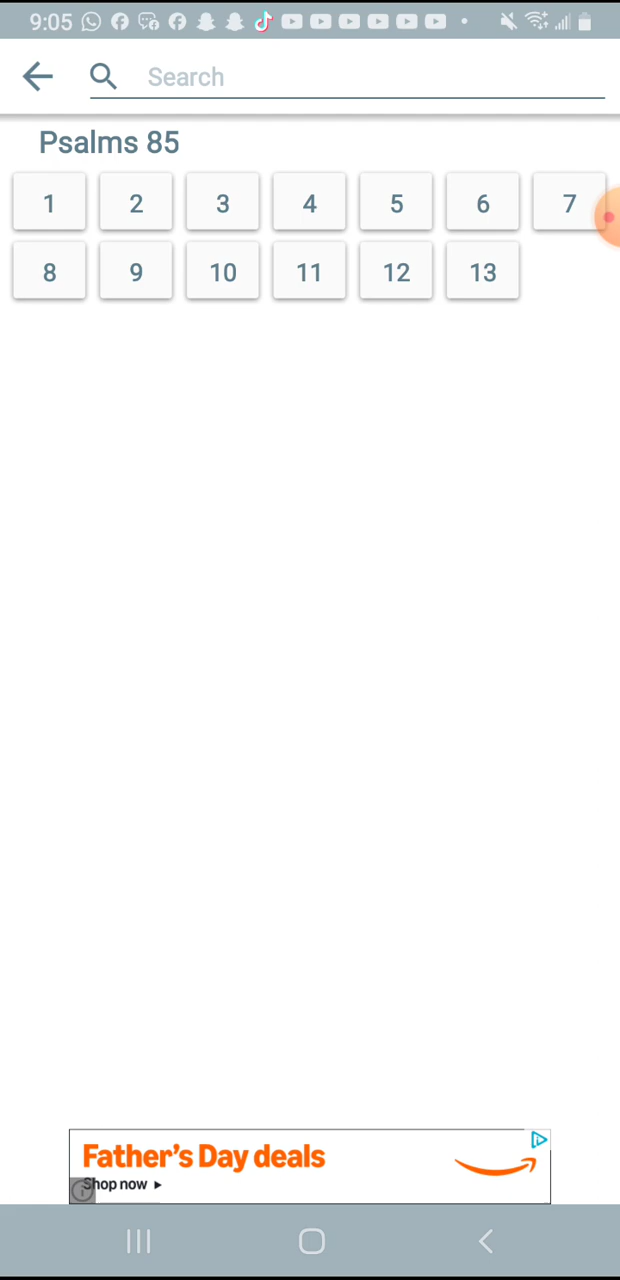 9:05
Search
Psalms 85
1 2 3 4 5 6 7
8 9 10 11 12 13
Father's Day deals
Shop now